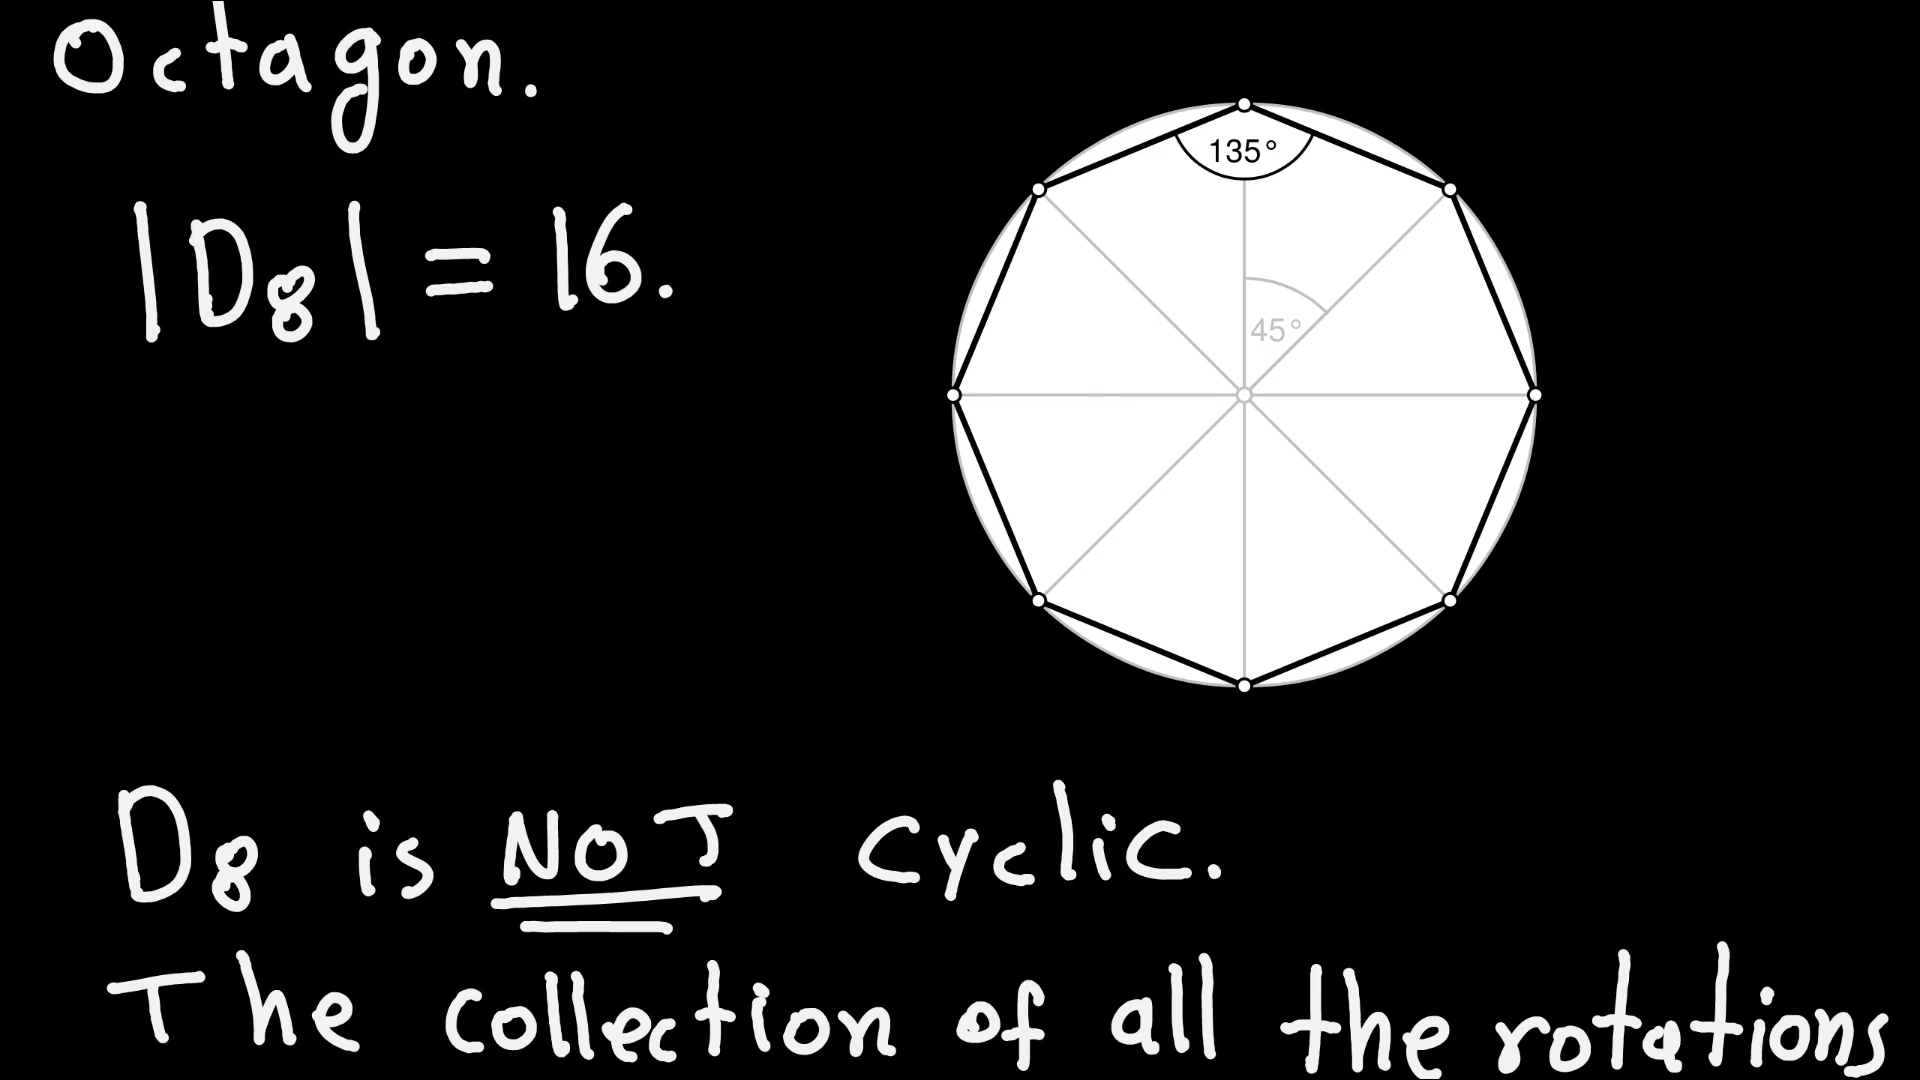 Octagon.
|D8| = 16.
135°
45°
D8 is NOT cyclic.
The collection of all the rotations